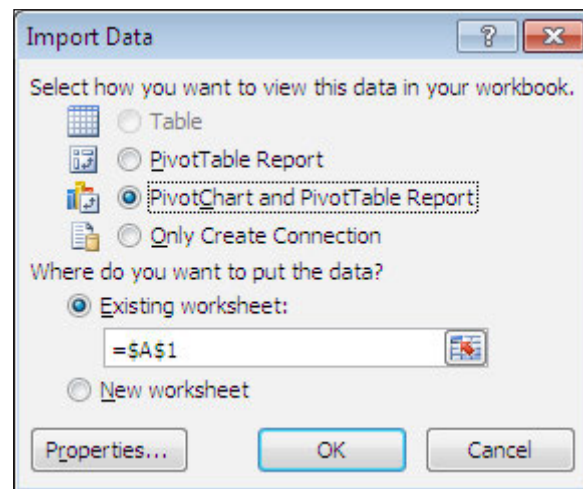 Import Data
?
Select how you want to view this data in your workbook.
Table
PivotTable Report
PivotChart and PivotTable Report
Only Create Connection
Where do you want to put the data?
Existing worksheet:
=$A$1
New worksheet
Properties... OK Cancel